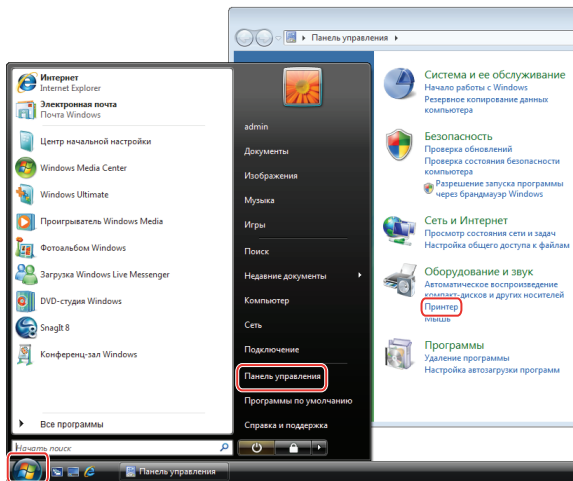 Панель управления
Интернет
Internet Explorer
Электронная почта
Почта Windows
Центр начальной настройки
Windows Media Center
Windows Ultimate
Проигрыватель Windows Media
Фотоальбом Windows
Загрузка Windows Live Messenger
DVD-студия Windows
SnagIt 8
Конференц-зал Windows
Все программы
Начать поиск
admin
Документы
Изображения
Музыка
Игры
Поиск
Недавние документы
Компьютер
Сеть
Подключение
Панель управления
Программы по умолчанию
Справка и поддержка
Система и ее обслуживание
Начало работы с Windows
Резервное копирование данных
компьютера
Безопасность
Проверка обновлений
Проверка состояния безопасности
компьютера
Разрешение запуска программы
через брандмауэр Windows
Сеть и Интернет
Просмотр состояния сети и задач
Настройка общего доступа к файлам
Оборудование и звук
Автоматическое воспроизведение
компакт-дисков и других носителей
Принтер
Мышь
Программы
Удаление программы
Настройка автозагрузки программ
Панель управления